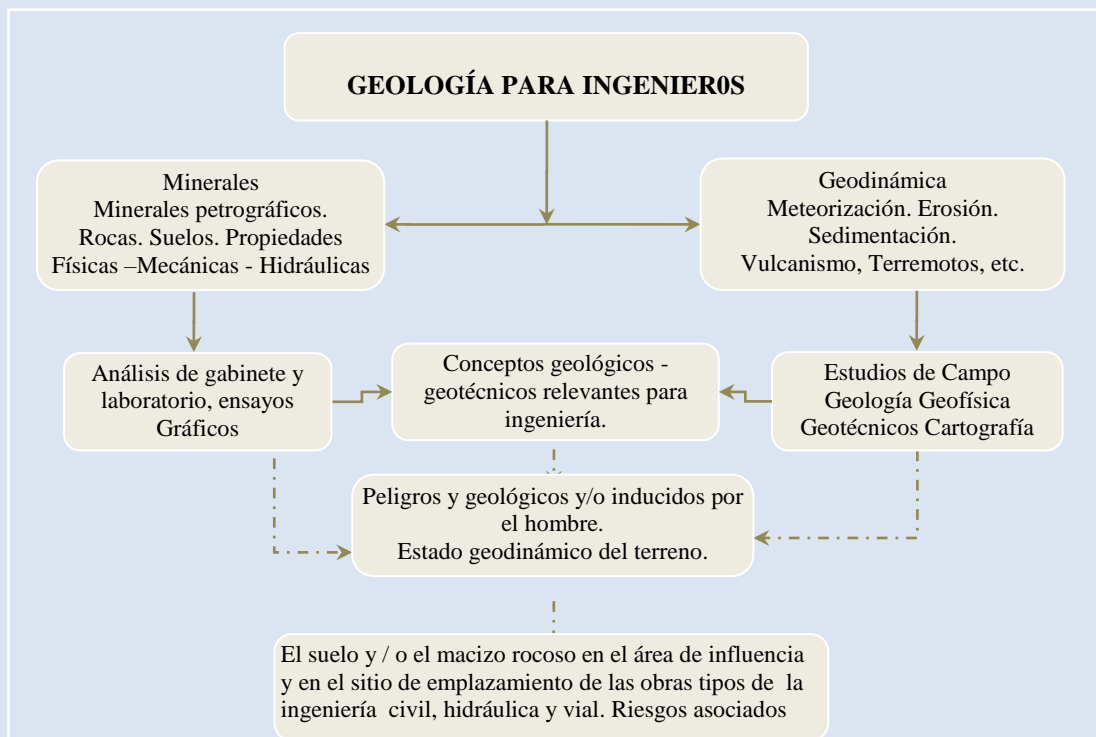 GEOLOGÍA PARA INGENIER0S
Minerales
Minerales petrográficos.
Rocas. Suelos. Propiedades
Físicas –Mecánicas - Hidráulicas
Geodinámica
Meteorización. Erosión.
Sedimentación.
Vulcanismo, Terremotos, etc.
Análisis de gabinete y
laboratorio, ensayos
Gráficos
Conceptos geológicos -
geotécnicos relevantes para
ingeniería.
Estudios de Campo
Geología Geofísica
Geotécnicos Cartografía
Peligros y geológicos y/o inducidos por
el hombre.
Estado geodinámico del terreno.
El suelo y / o el macizo rocoso en el área de influencia
y en el sitio de emplazamiento de las obras tipos de la
ingeniería civil, hidráulica y vial. Riesgos asociados